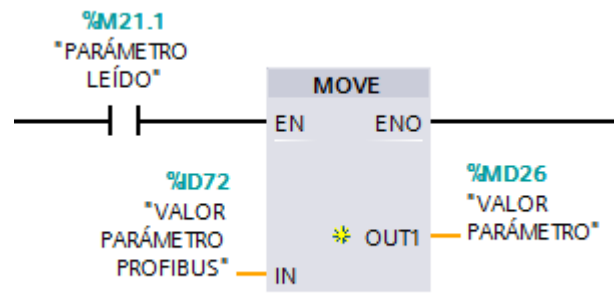 %M21.1
"PARÁMETRO
LEÍDO"
MOVE
EN ENO
%ID72
"VALOR
PARÁMETRO
PROFIBUS"
IN
OUT1
%MD26
"VALOR
PARÁMETRO"